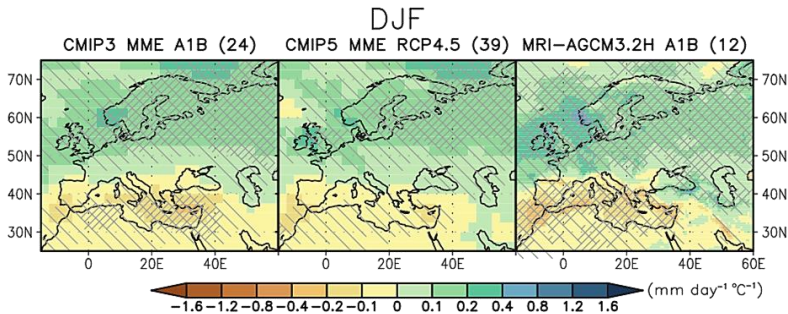 DJF
CMIP3 MME A1B (24) CMIP5 MME RCP4.5 (39) MRI-AGCM3.2H A1B (12)
70N 70N
60N 60N
50N 50N
40N 40N
30N 30N
0 20E 40E 0 20E 40E 0 20E 40E 60E
-1.6 -1.2 -0.8 -0.4 -0.2 -0.1 0 0.1 0.2 0.4 0.8 1.2 1.6 (mm day⁻¹ °C⁻¹)